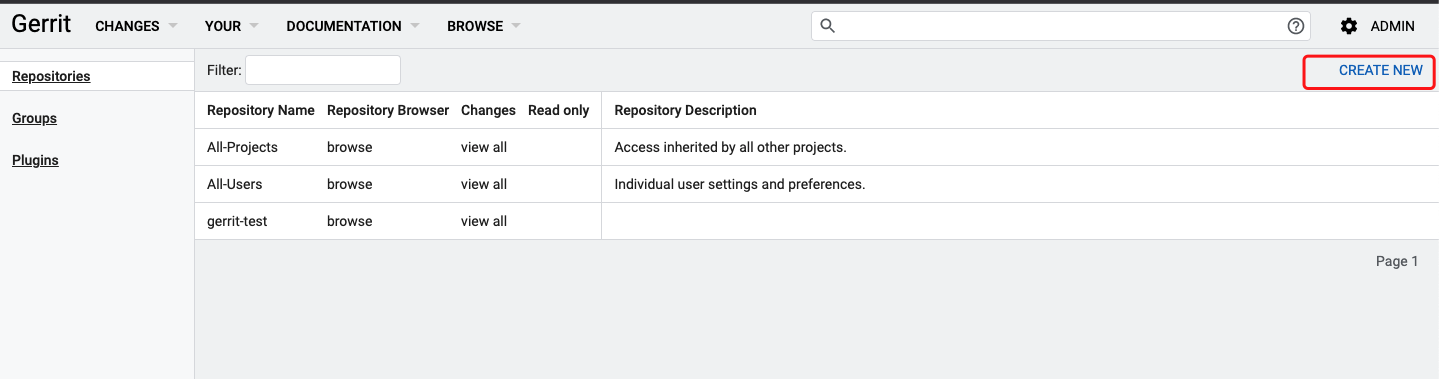 Gerrit CHANGES YOUR DOCUMENTATION BROWSE ADMIN
Repositories
Filter: CREATE NEW
Groups
Plugins
Repository Name Repository Browser Changes Read only Repository Description
All-Projects browse view all Access inherited by all other projects.
All-Users browse view all Individual user settings and preferences.
gerrit-test browse view all
Page 1